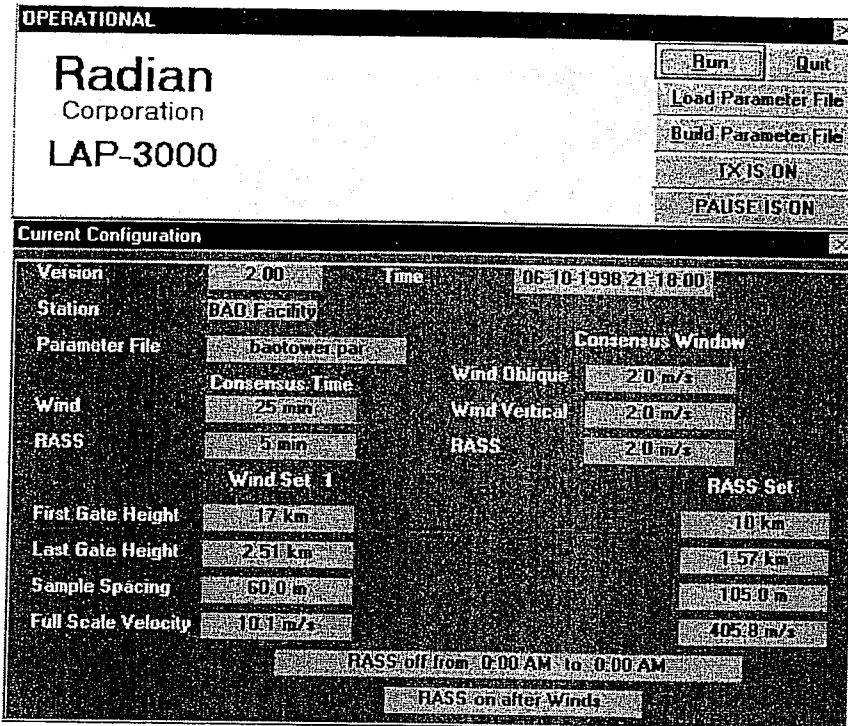 OPERATIONAL
Radian
Corporation
LAP-3000
Run Quit
Load Parameter File
Build Parameter File
TX IS ON
PAUSE IS ON
Current Configuration
Version 2.00 Time 06-10-1998 21-18:00
Station BAO Facility
Parameter File baotower.par Consensus Window
Consensus Time Wind Oblique 2.0 m/s
Wind 25 min Wind Vertical 2.0 m/s
RASS 5 min RASS 2.0 m/s
Wind Set 1 RASS Set
First Gate Height .17 km .10 km
Last Gate Height 2.51 km 1.57 km
Sample Spacing 60.0 m 105.0 m
Full Scale Velocity 10.1 m/s 405.8 m/s
RASS off from 0:00 AM to 0:00 AM
RASS on after Winds